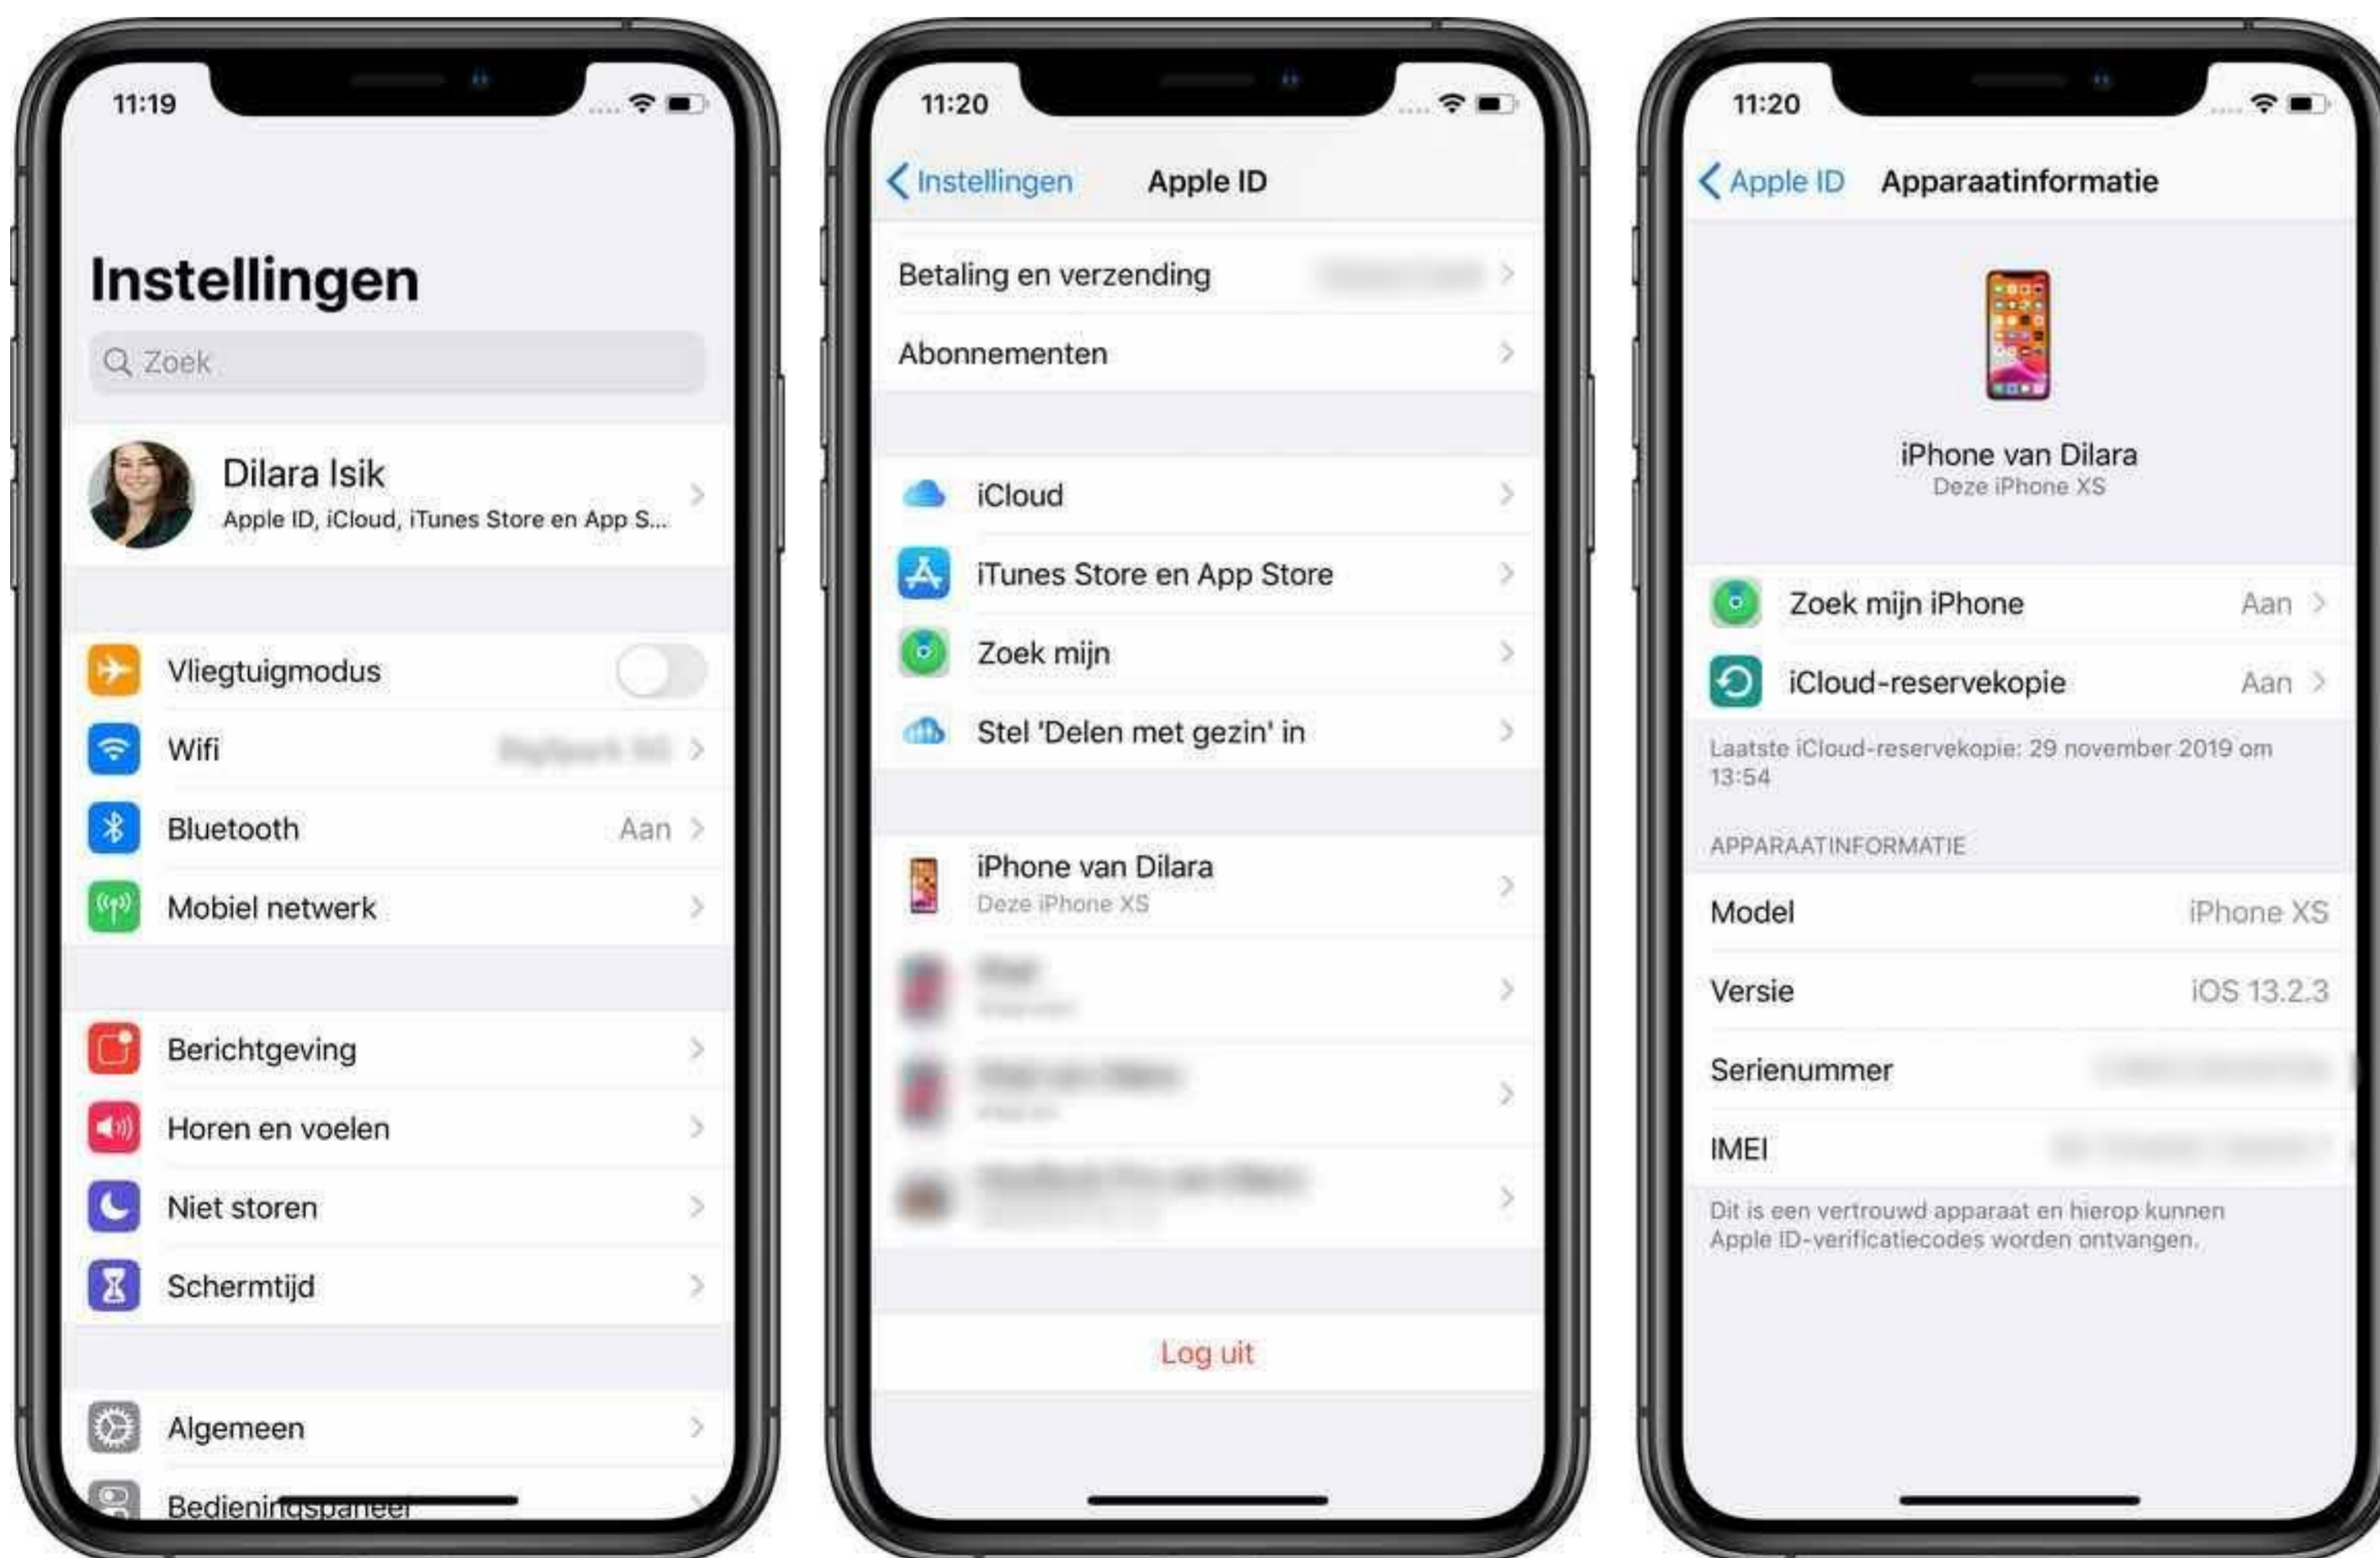 11:19
Instellingen
Zoek
Dilara Isik
Apple ID, iCloud, iTunes Store en App S...
Vliegtuigmodus
Wifi
Bluetooth Aan
Mobiel netwerk
Berichtgeving
Horen en voelen
Niet storen
Schermtijd
Algemeen
Bedieningspaneel
11:20
Instellingen Apple ID
Betaling en verzending
Abonnementen
iCloud
iTunes Store en App Store
Zoek mijn
Stel 'Delen met gezin' in
iPhone van Dilara
Deze iPhone XS
Log uit
11:20
Apple ID Apparaatinformatie
iPhone van Dilara
Deze iPhone XS
Zoek mijn iPhone Aan
iCloud-reservekopie Aan
Laatste iCloud-reservekopie: 29 november 2019 om
13:54
APPARAATINFORMATIE
Model iPhone XS
Versie iOS 13.2.3
Serienummer
IMEI
Dit is een vertrouwd apparaat en hierop kunnen
Apple ID-verificatiecodes worden ontvangen.